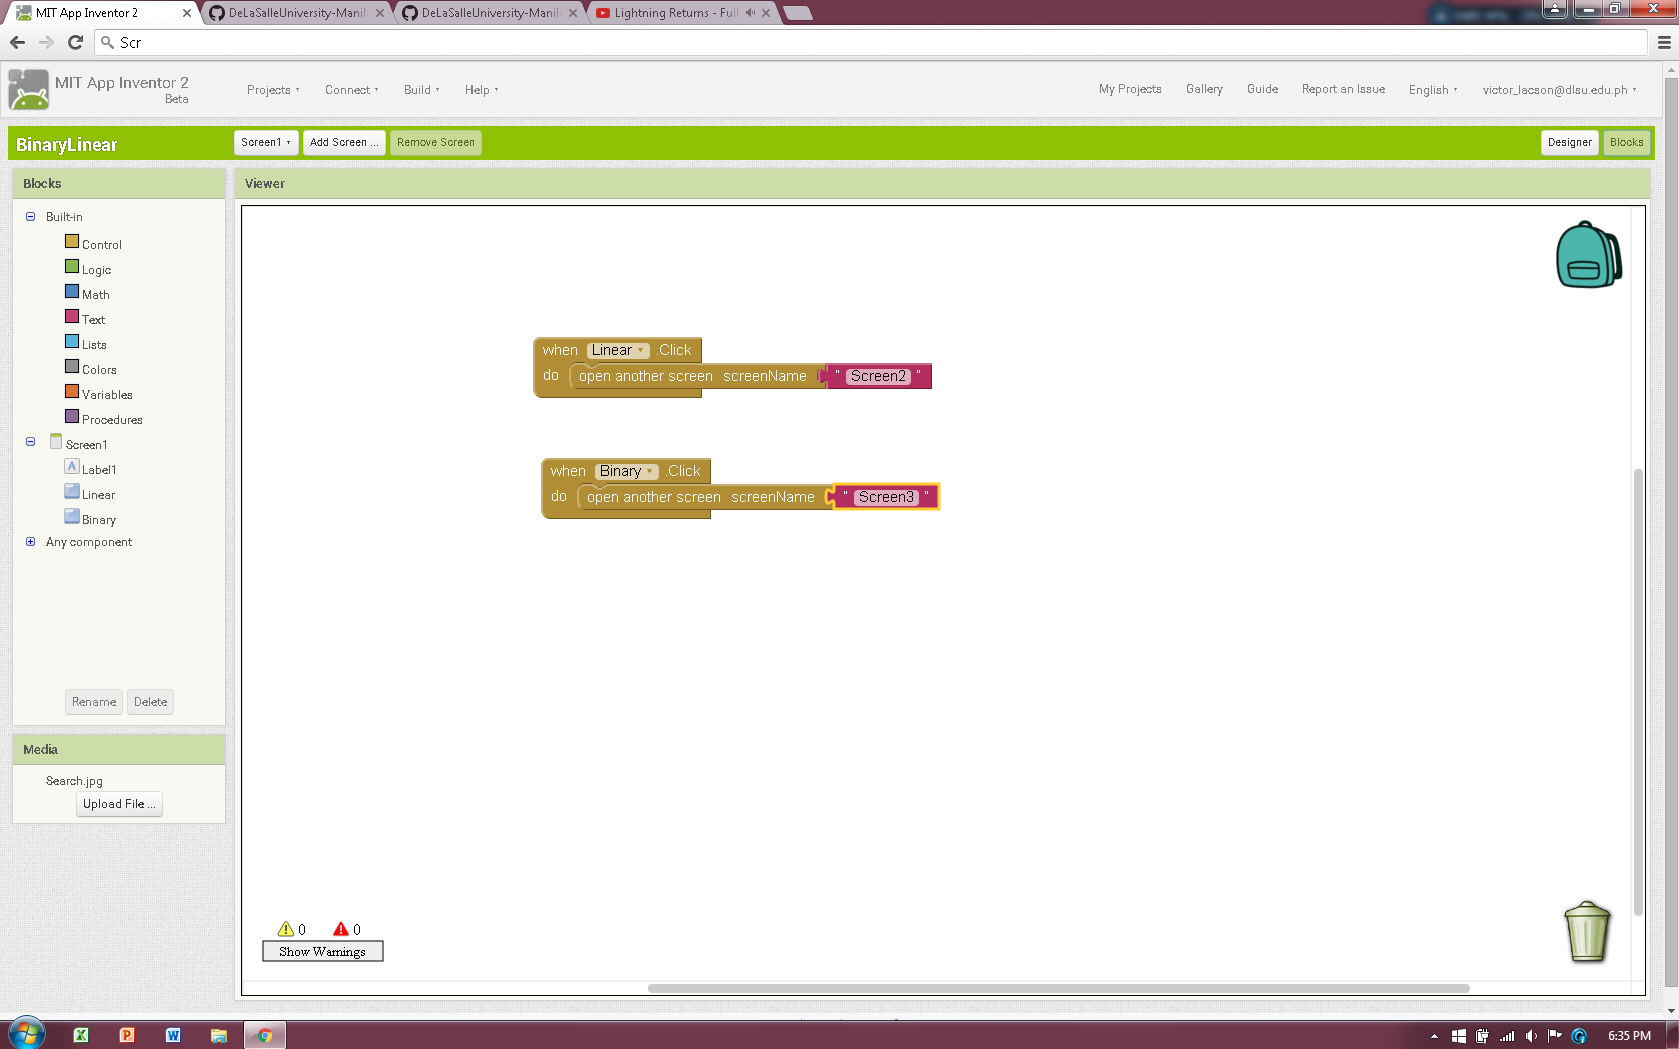 MIT App Inventor 2
DeLaSalleUniversity-Manil
DeLaSalleUniversity-Manil
Lightning Returns - Full
Scr
MIT App Inventor 2
Beta
Projects
Connect
Build
Help
My Projects
Gallery
Guide
Report an Issue
English
victor_lacson@dlsu.edu.ph
BinaryLinear
Screen1
Add Screen ...
Remove Screen
Designer
Blocks
Blocks
Viewer
Built-in
Control
Logic
Math
Text
Lists
Colors
Variables
Procedures
Screen1
Label1
Linear
Binary
Any component
Rename
Delete
Media
Search.jpg
Upload File ...
when Linear .Click
do open another screen screenName " Screen2 "
when Binary .Click
do open another screen screenName " Screen3 "
0 0
Show Warnings
6:35 PM